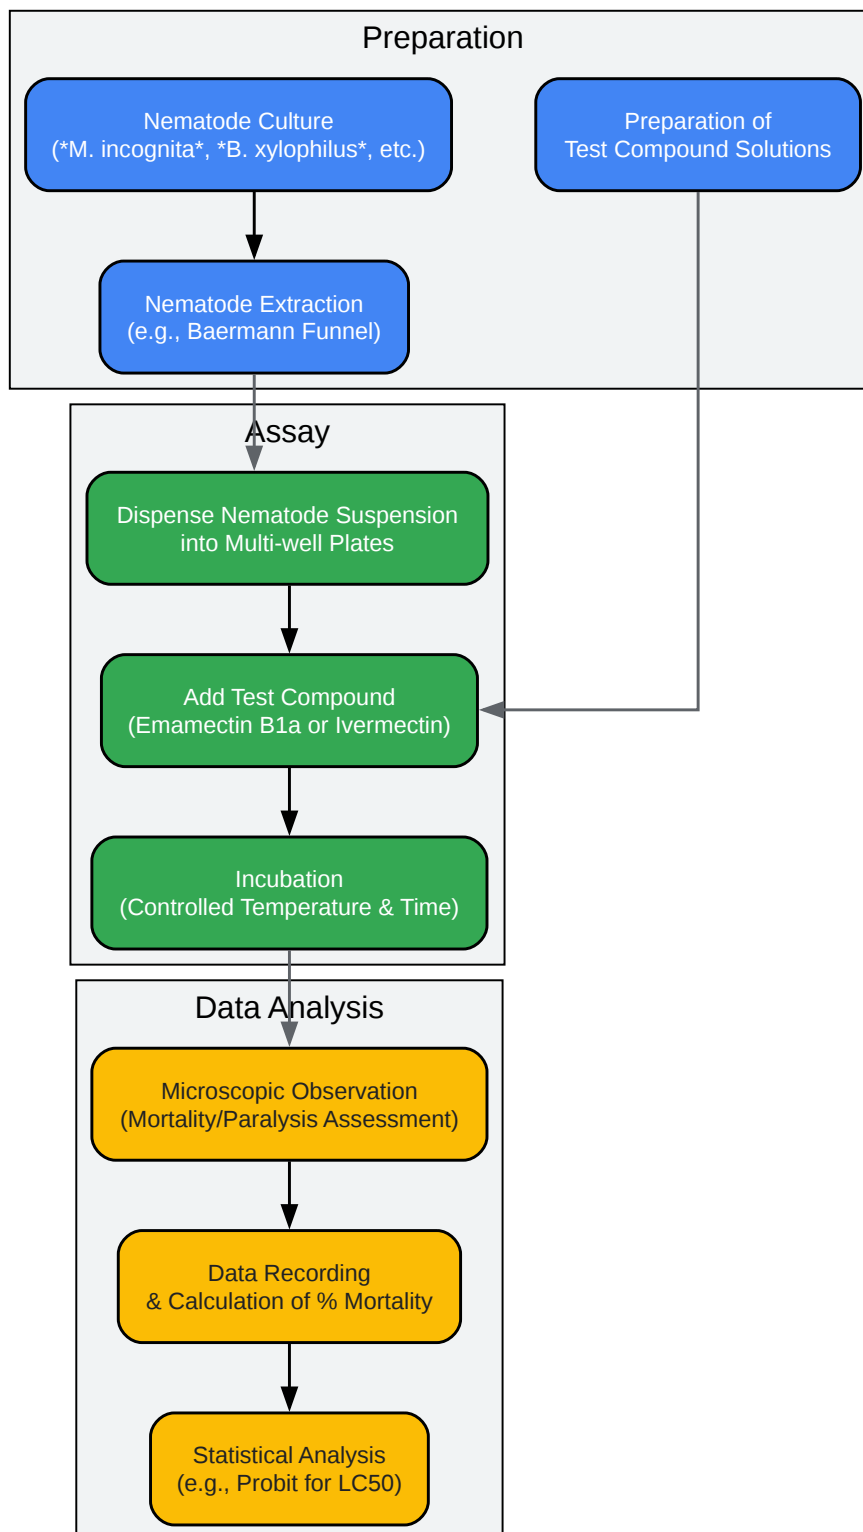 Preparation
Nematode Culture
(*M. incognita*, *B. xylophilus*, etc.)
Preparation of
Test Compound Solutions
Nematode Extraction
(e.g., Baermann Funnel)
Assay
Dispense Nematode Suspension
into Multi-well Plates
Add Test Compound
(Emamectin B1a or Ivermectin)
Incubation
(Controlled Temperature & Time)
Data Analysis
Microscopic Observation
(Mortality/Paralysis Assessment)
Data Recording
& Calculation of % Mortality
Statistical Analysis
(e.g., Probit for LC50)